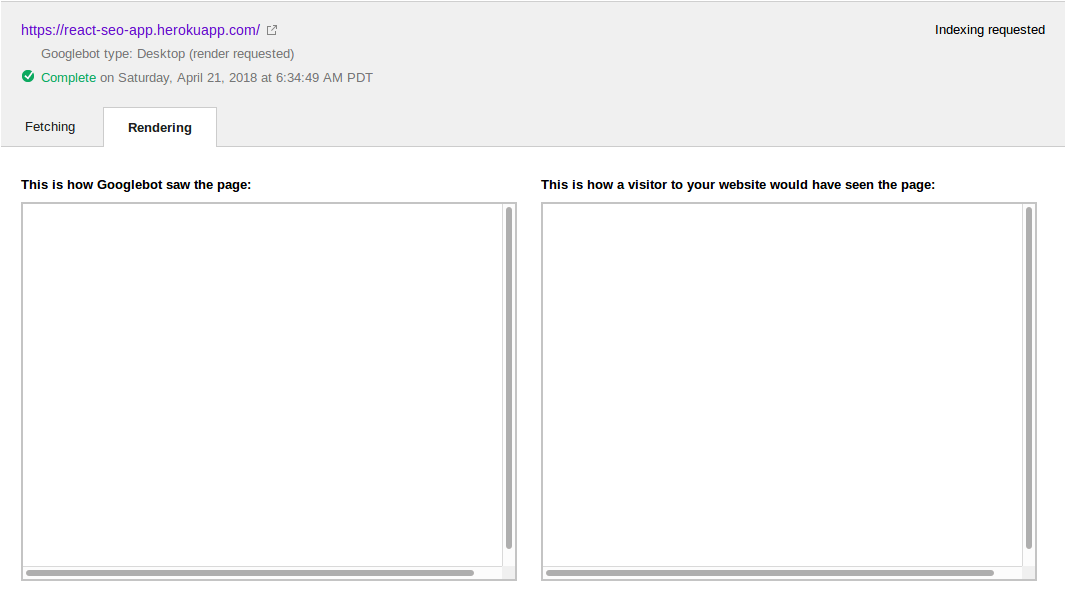 https://react-seo-app.herokuapp.com/
Indexing requested
Googlebot type: Desktop (render requested)
Complete on Saturday, April 21, 2018 at 6:34:49 AM PDT
Fetching
Rendering
This is how Googlebot saw the page:
This is how a visitor to your website would have seen the page: